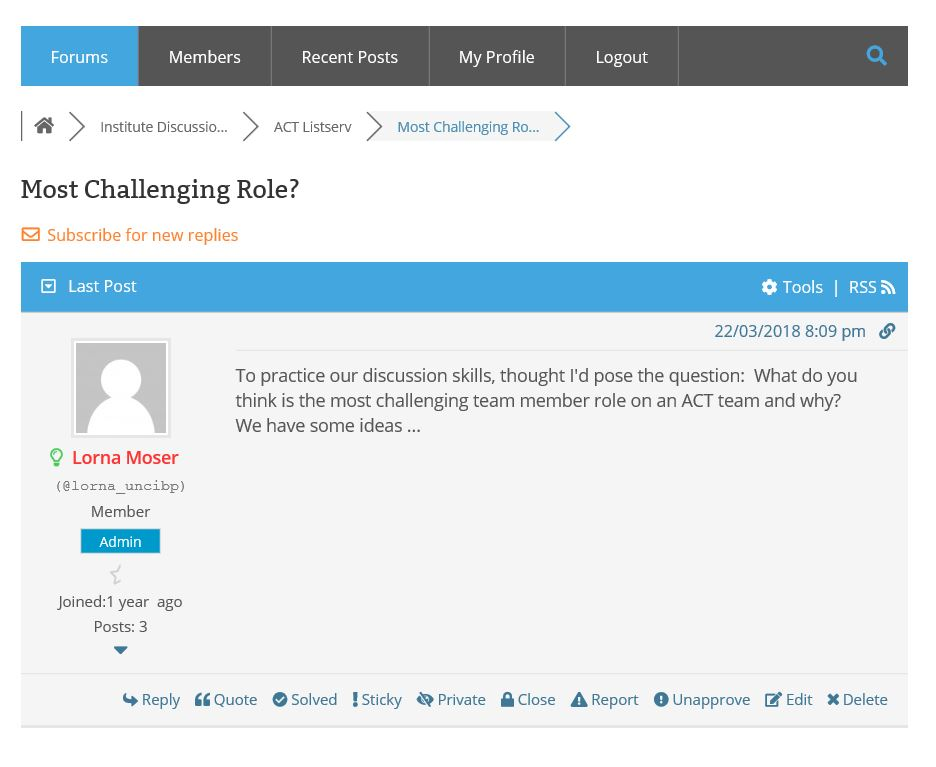 Forums Members Recent Posts My Profile Logout
Institute Discussio... ACT Listserv Most Challenging Ro...
Most Challenging Role?
Subscribe for new replies
Last Post Tools | RSS
22/03/2018 8:09 pm
To practice our discussion skills, thought I'd pose the question:  What do you
think is the most challenging team member role on an ACT team and why?
We have some ideas ...
Lorna Moser
(@lorna_uncibp)
Member
Admin
Joined:1 year  ago
Posts: 3
Reply Quote Solved Sticky Private Close Report Unapprove Edit Delete